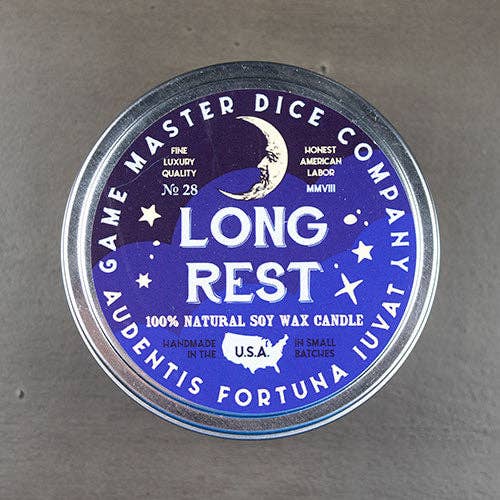 GAME MASTER DICE COMPANY
FINE
LUXURY
QUALITY
No 28
HONEST
AMERICAN
LABOR
MMVIII
LONG
REST
100% NATURAL SOY WAX CANDLE
HANDMADE
IN THE
U.S.A.
IN SMALL
BATCHES
AUDENTIS FORTUNA IUVAT